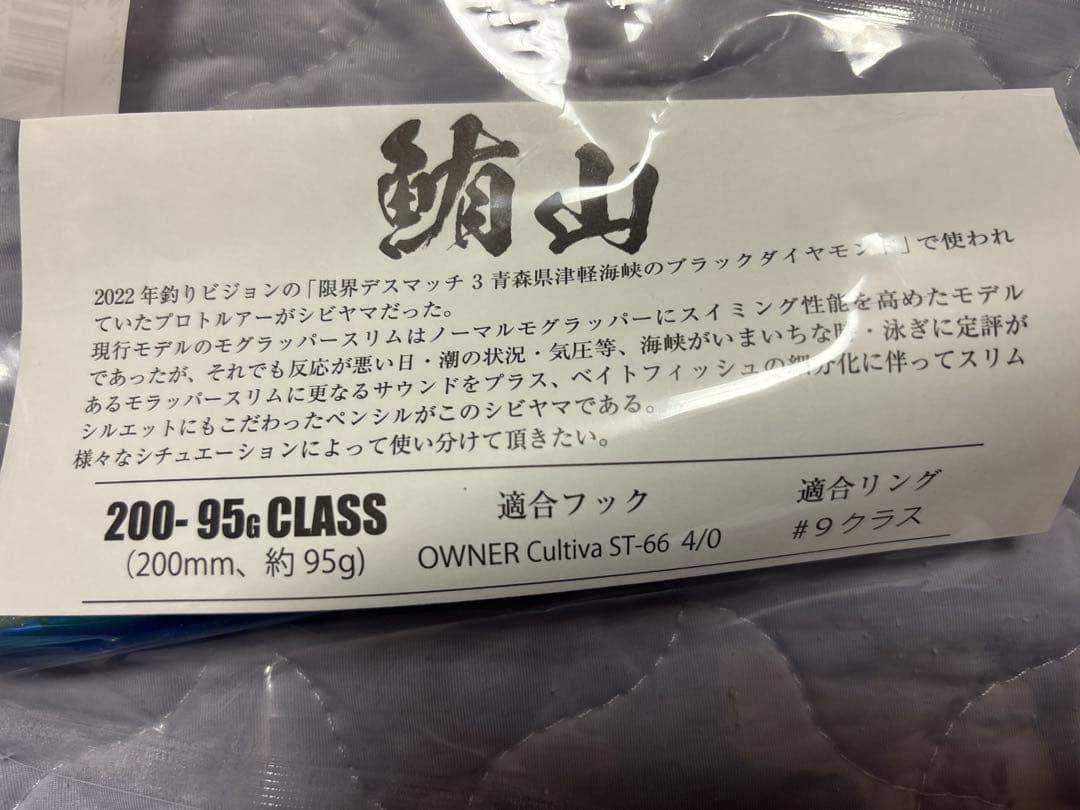 鮪山
2022年釣りビジョンの「限界デスマッチ3 青森県津軽海峡のブラックダイヤモンド」で使われ
ていたプロトルアーがシビヤマだった。
現行モデルのモグラッパースリムはノーマルモグラッパーにスイミング性能を高めたモデル
であったが、それでも反応が悪い日・潮の状況・気圧等、海峡がいまいちな時・泳ぎに定評が
あるモラッパースリムに更なるサウンドをプラス、ベイトフィッシュの細分化に伴ってスリム
シルエットにもこだわったペンシルがこのシビヤマである。
様々なシチュエーションによって使い分けて頂きたい。
200- 95G CLASS
(200mm、約95g)
適合フック
OWNER Cultiva ST-66 4/0
適合リング
#9クラス